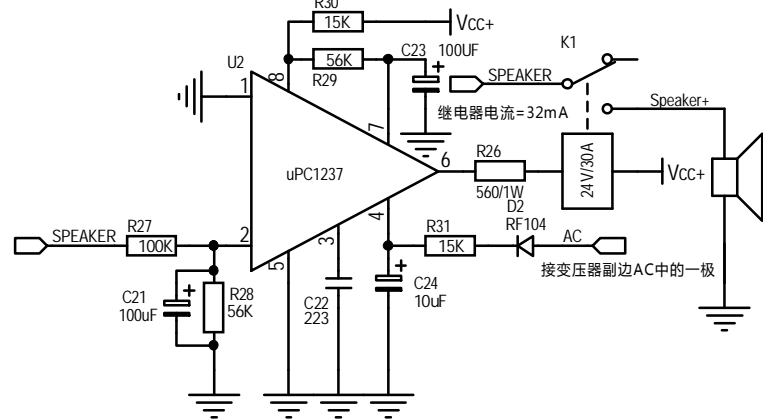 R30
15K
Vcc+
K1
U2
56K
C23
100UF
R29
SPEAKER
1
8
继电器电流=32mA
Speaker+
7
uPC1237
6
R26
24V/30A
Vcc+
560/1W
D2
RF104
SPEAKER
R27
100K
2
4
R31
15K
AC
3
5
接变压器副边AC中的一极
C21
100uF
R28
56K
C22
223
C24
10uF